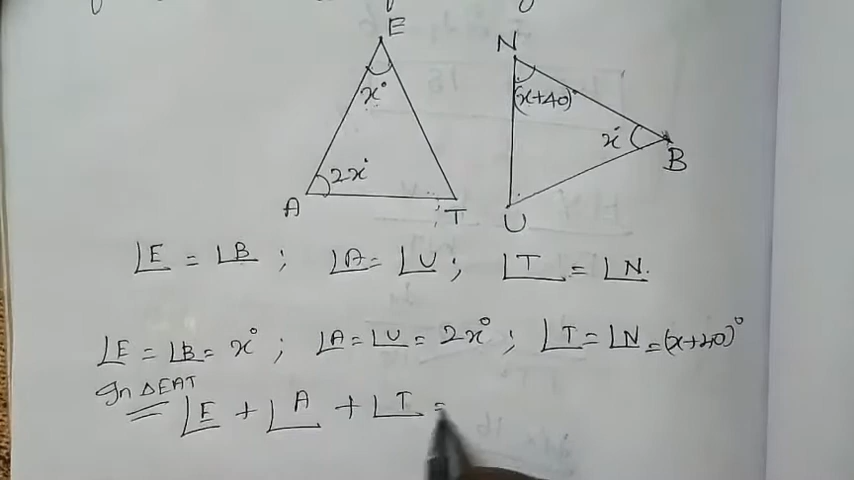 E
N
x°
(x+40)°
x°
B
2x°
A
T
U
∠E = ∠B ; ∠A = ∠U ; ∠T = ∠N.
∠E = ∠B = x° ; ∠A = ∠U = 2x° ; ∠T = ∠N = (x+40)°
In ΔEAT
∠E + ∠A + ∠T =